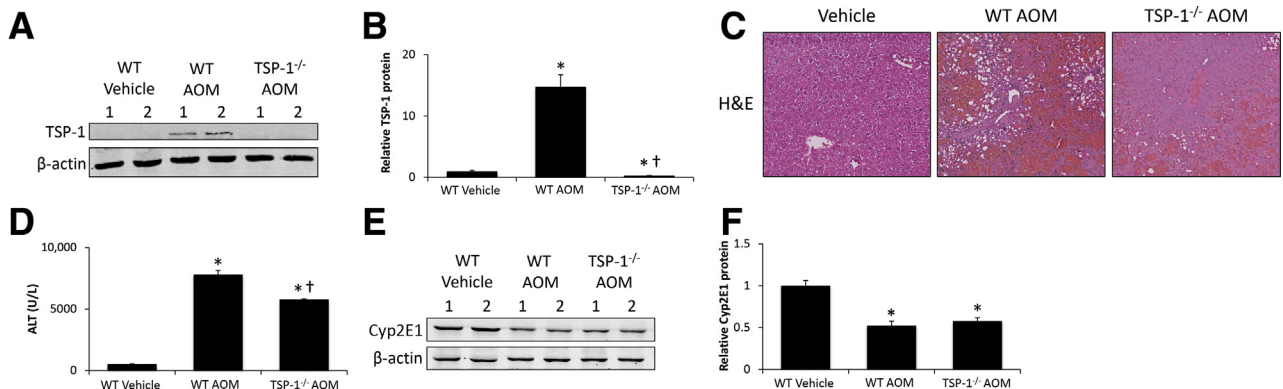 A
WT
Vehicle
WT
AOM
TSP-1-/-
AOM
1 2 1 2 1 2
TSP-1
β-actin
B
Relative TSP-1 protein
20
10
0
*
* †
WT Vehicle WT AOM TSP-1-/- AOM
C
Vehicle WT AOM TSP-1-/- AOM
H&E
D
ALT (U/L)
10,000
5000
0
*
* †
WT Vehicle WT AOM TSP-1-/- AOM
E
WT
Vehicle
WT
AOM
TSP-1-/-
AOM
1 2 1 2 1 2
Cyp2E1
β-actin
F
Relative Cyp2E1 protein
1.5
1
0.5
0
*
*
WT Vehicle WT AOM TSP-1-/- AOM